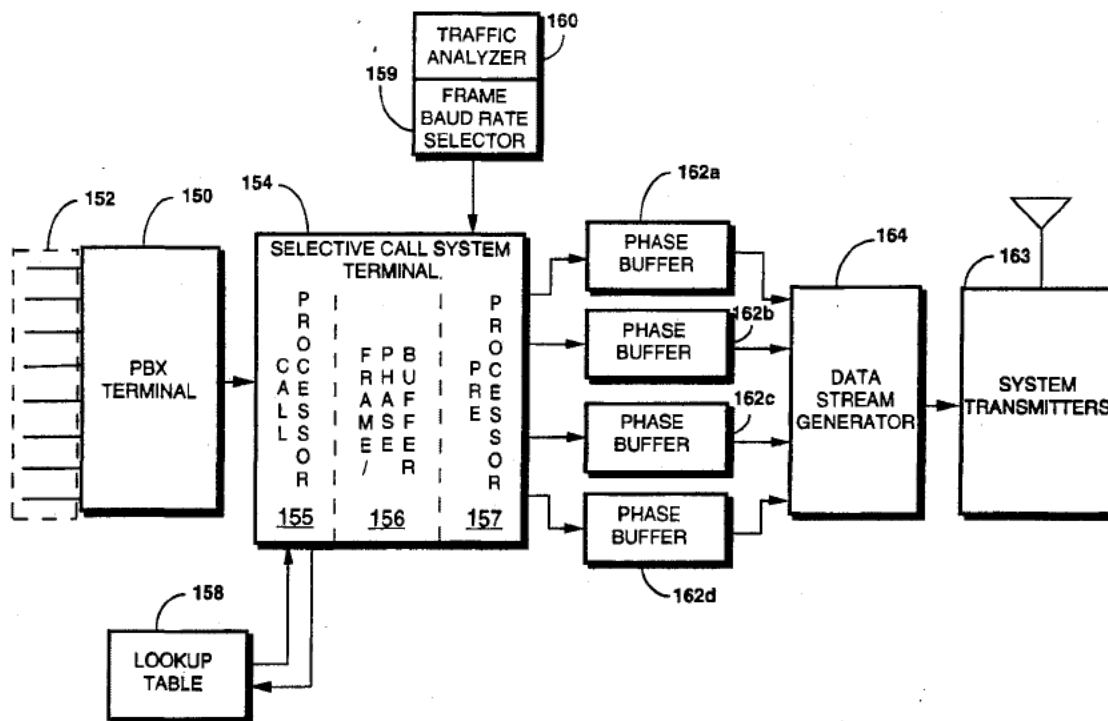 TRAFFIC
ANALYZER
160
159
FRAME
BAUD RATE
SELECTOR
152
150
154
162a
PHASE
BUFFER
164
163
SELECTIVE CALL SYSTEM
TERMINAL.
PBX
TERMINAL
CALL
PROCESSOR
155
FRAME/
PHASE
BUFFER
156
PRE
PROCESSOR
157
162b
PHASE
BUFFER
162c
PHASE
BUFFER
PHASE
BUFFER
162d
DATA
STREAM
GENERATOR
SYSTEM
TRANSMITTERS
158
LOOKUP
TABLE